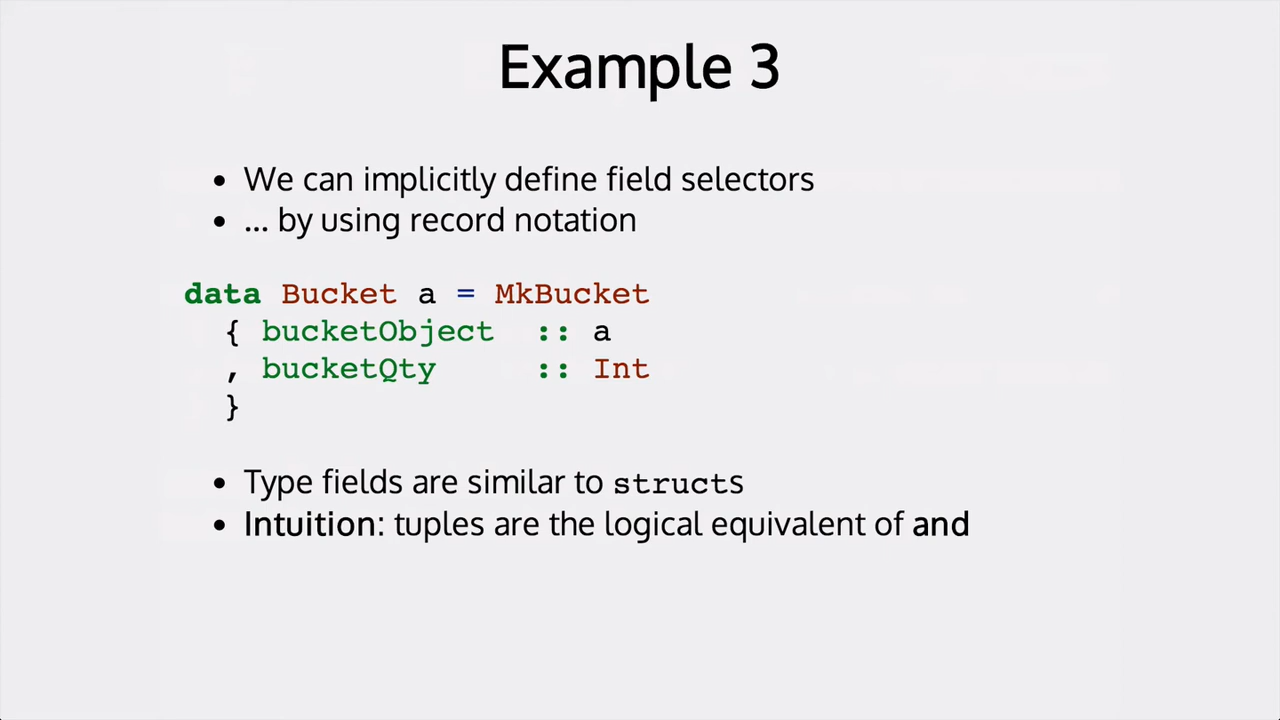 Example 3
• We can implicitly define field selectors
• ... by using record notation
data Bucket a = MkBucket
  { bucketObject  :: a
  , bucketQty     :: Int
  }
• Type fields are similar to structs
• Intuition: tuples are the logical equivalent of and